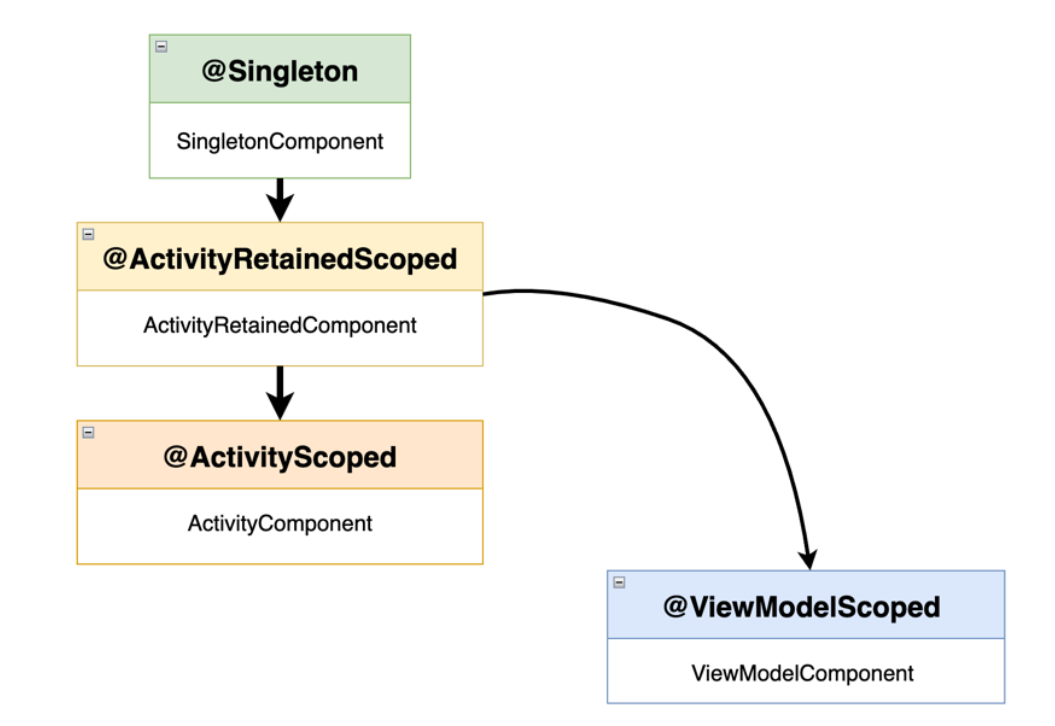 @Singleton
SingletonComponent
@ActivityRetainedScoped
ActivityRetainedComponent
@ActivityScoped
ActivityComponent
@ViewModelScoped
ViewModelComponent